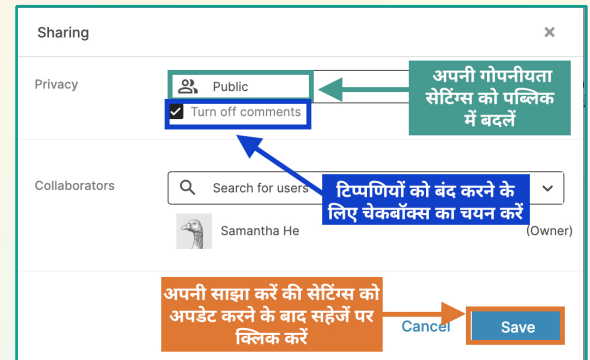 Sharing
Privacy
Public
Turn off comments
अपनी गोपनीयता
सेटिंग्स को पब्लिक
में बदलें
Collaborators
Search for users
टिप्पणियों को बंद करने के
लिए चेकबॉक्स का चयन करें
Samantha He
(Owner)
अपनी साझा करें की सेटिंग्स को
अपडेट करने के बाद सहेजें पर
क्लिक करें
Cancel
Save